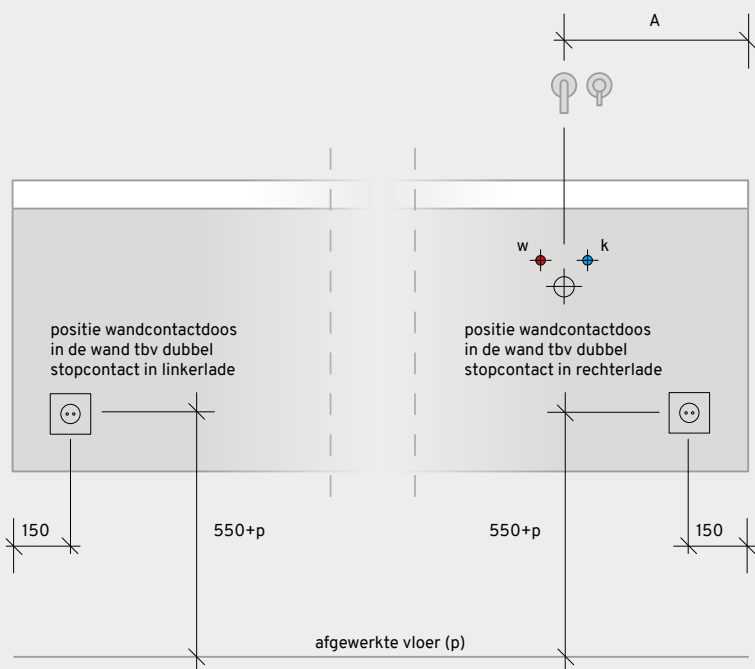 A
w
k
positie wandcontactdoos
in de wand tbv dubbel
stopcontact in linkerlade
positie wandcontactdoos
in de wand tbv dubbel
stopcontact in rechterlade
150
550+p
550+p
150
afgewerkte vloer (p)